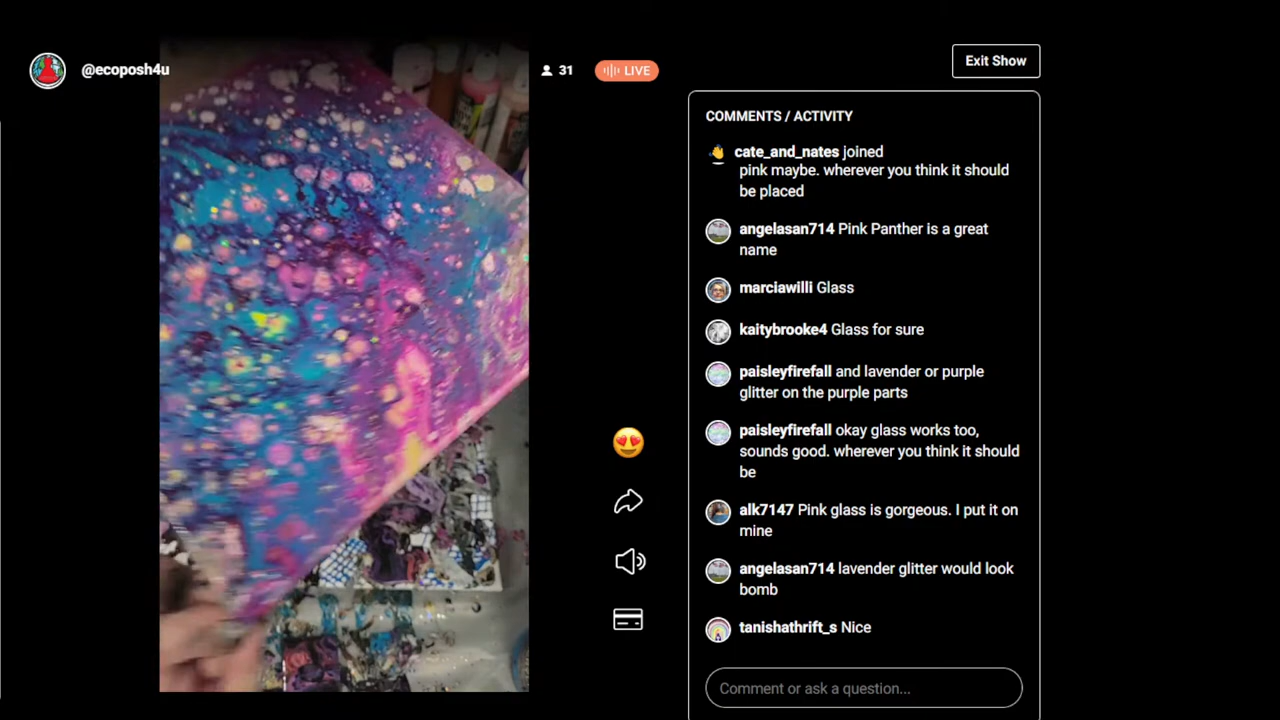 @ecoposh4u
31
LIVE
Exit Show
COMMENTS / ACTIVITY
cate_and_nates joined
pink maybe. wherever you think it should
be placed
angelasan714 Pink Panther is a great
name
marciawilli Glass
kaitybrooke4 Glass for sure
paisleyfirefall and lavender or purple
glitter on the purple parts
paisleyfirefall okay glass works too,
sounds good. wherever you think it should
be
alk7147 Pink glass is gorgeous. I put it on
mine
angelasan714 lavender glitter would look
bomb
tanishathrift_s Nice
Comment or ask a question...